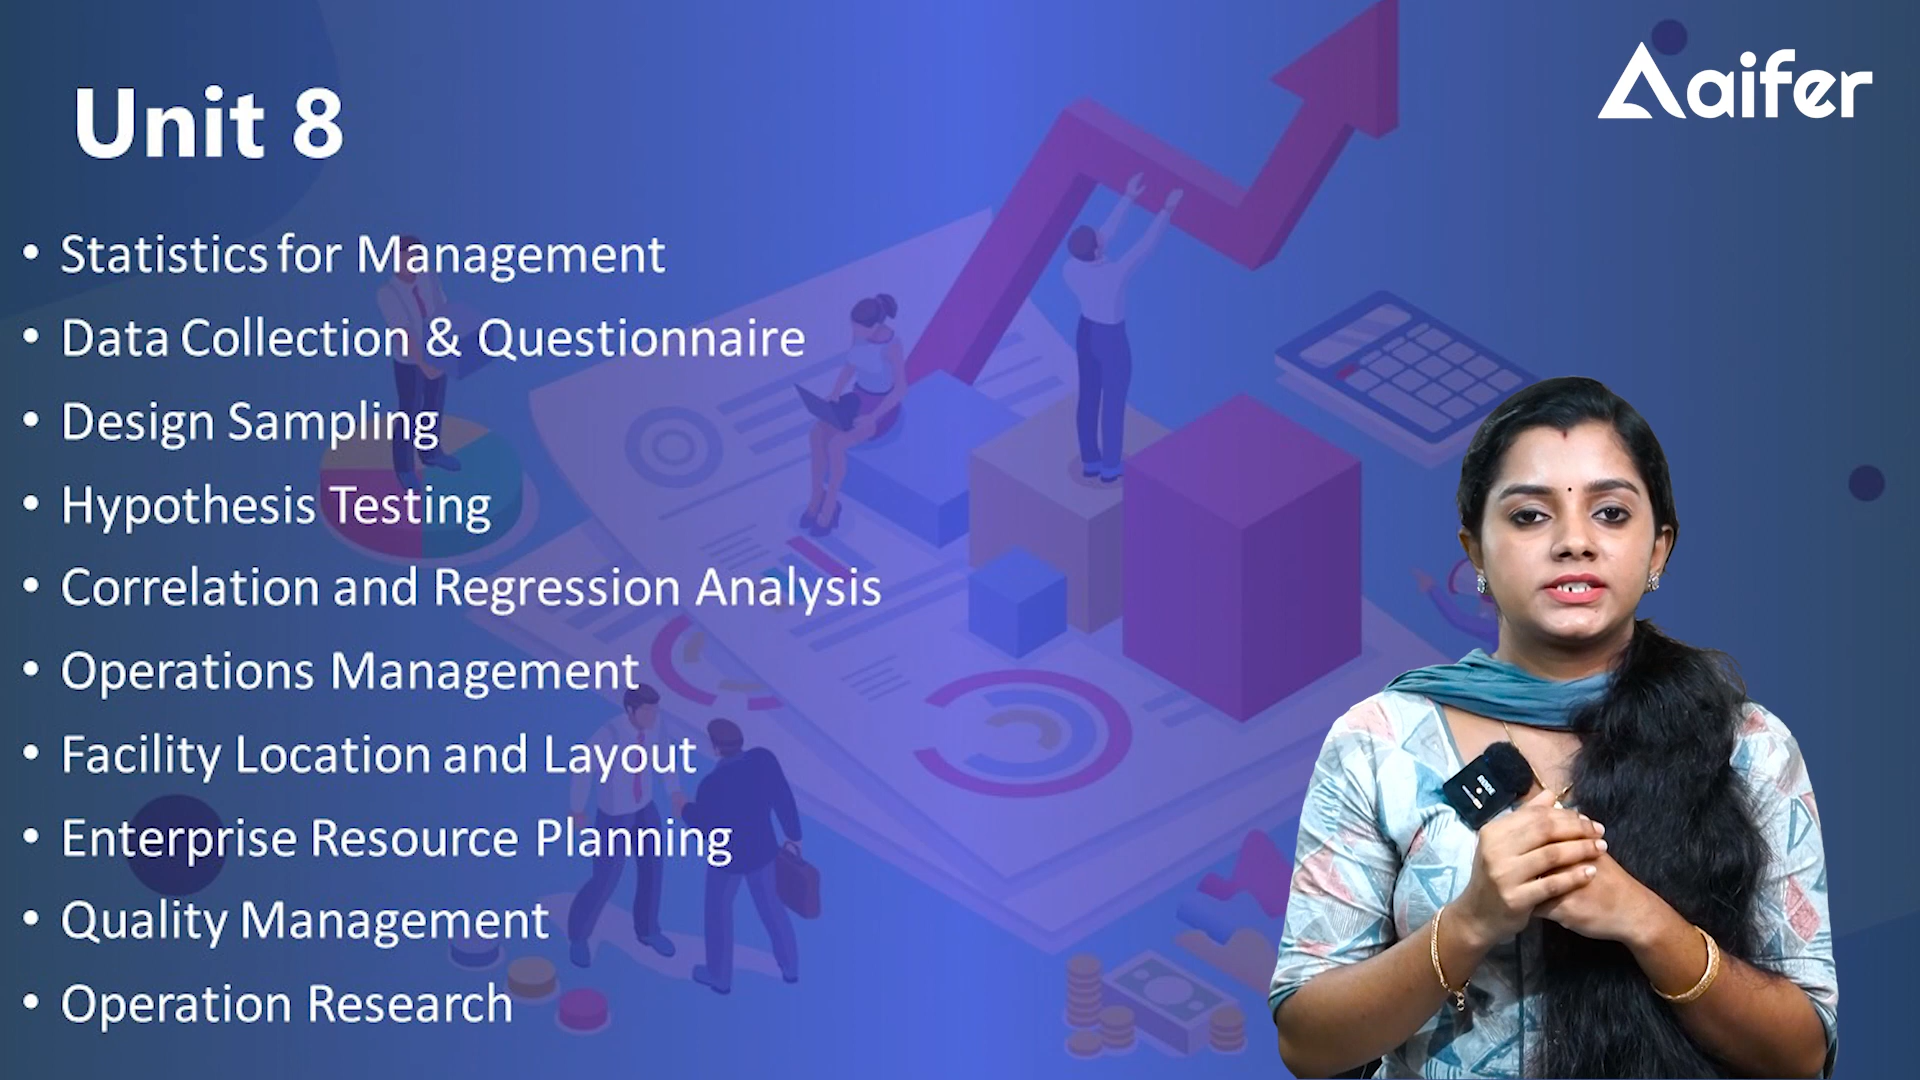 Unit 8
Aaifer
• Statistics for Management
• Data Collection & Questionnaire
• Design Sampling
• Hypothesis Testing
• Correlation and Regression Analysis
• Operations Management
• Facility Location and Layout
• Enterprise Resource Planning
• Quality Management
• Operation Research